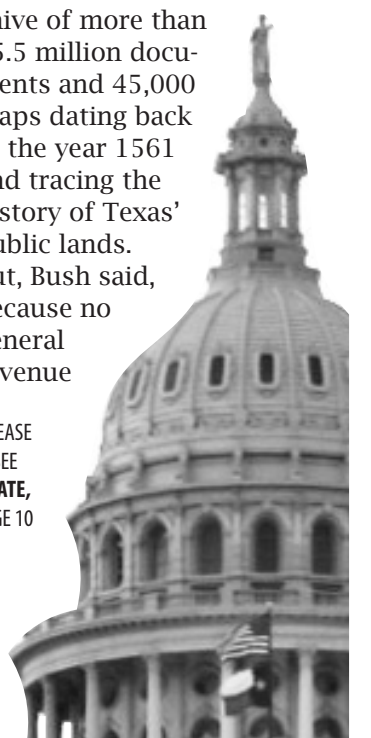 ive of more than
5.5 million docu-
ents and 45,000
aps dating back
the year 1561
nd tracing the
story of Texas'
ublic lands.
ut, Bush said,
ecause no
eneral
venue
EASE
EE
ATE,
GE 10